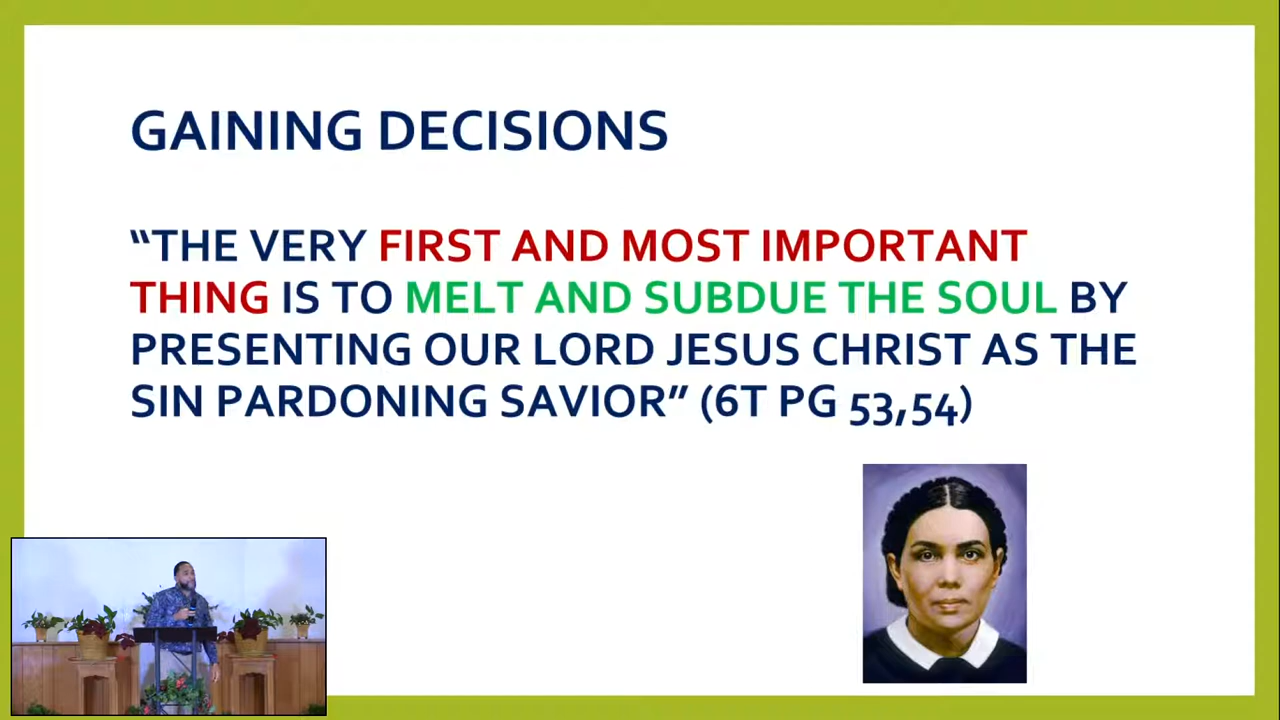 GAINING DECISIONS
“THE VERY FIRST AND MOST IMPORTANT
THING IS TO MELT AND SUBDUE THE SOUL BY
PRESENTING OUR LORD JESUS CHRIST AS THE
SIN PARDONING SAVIOR” (6T PG 53,54)